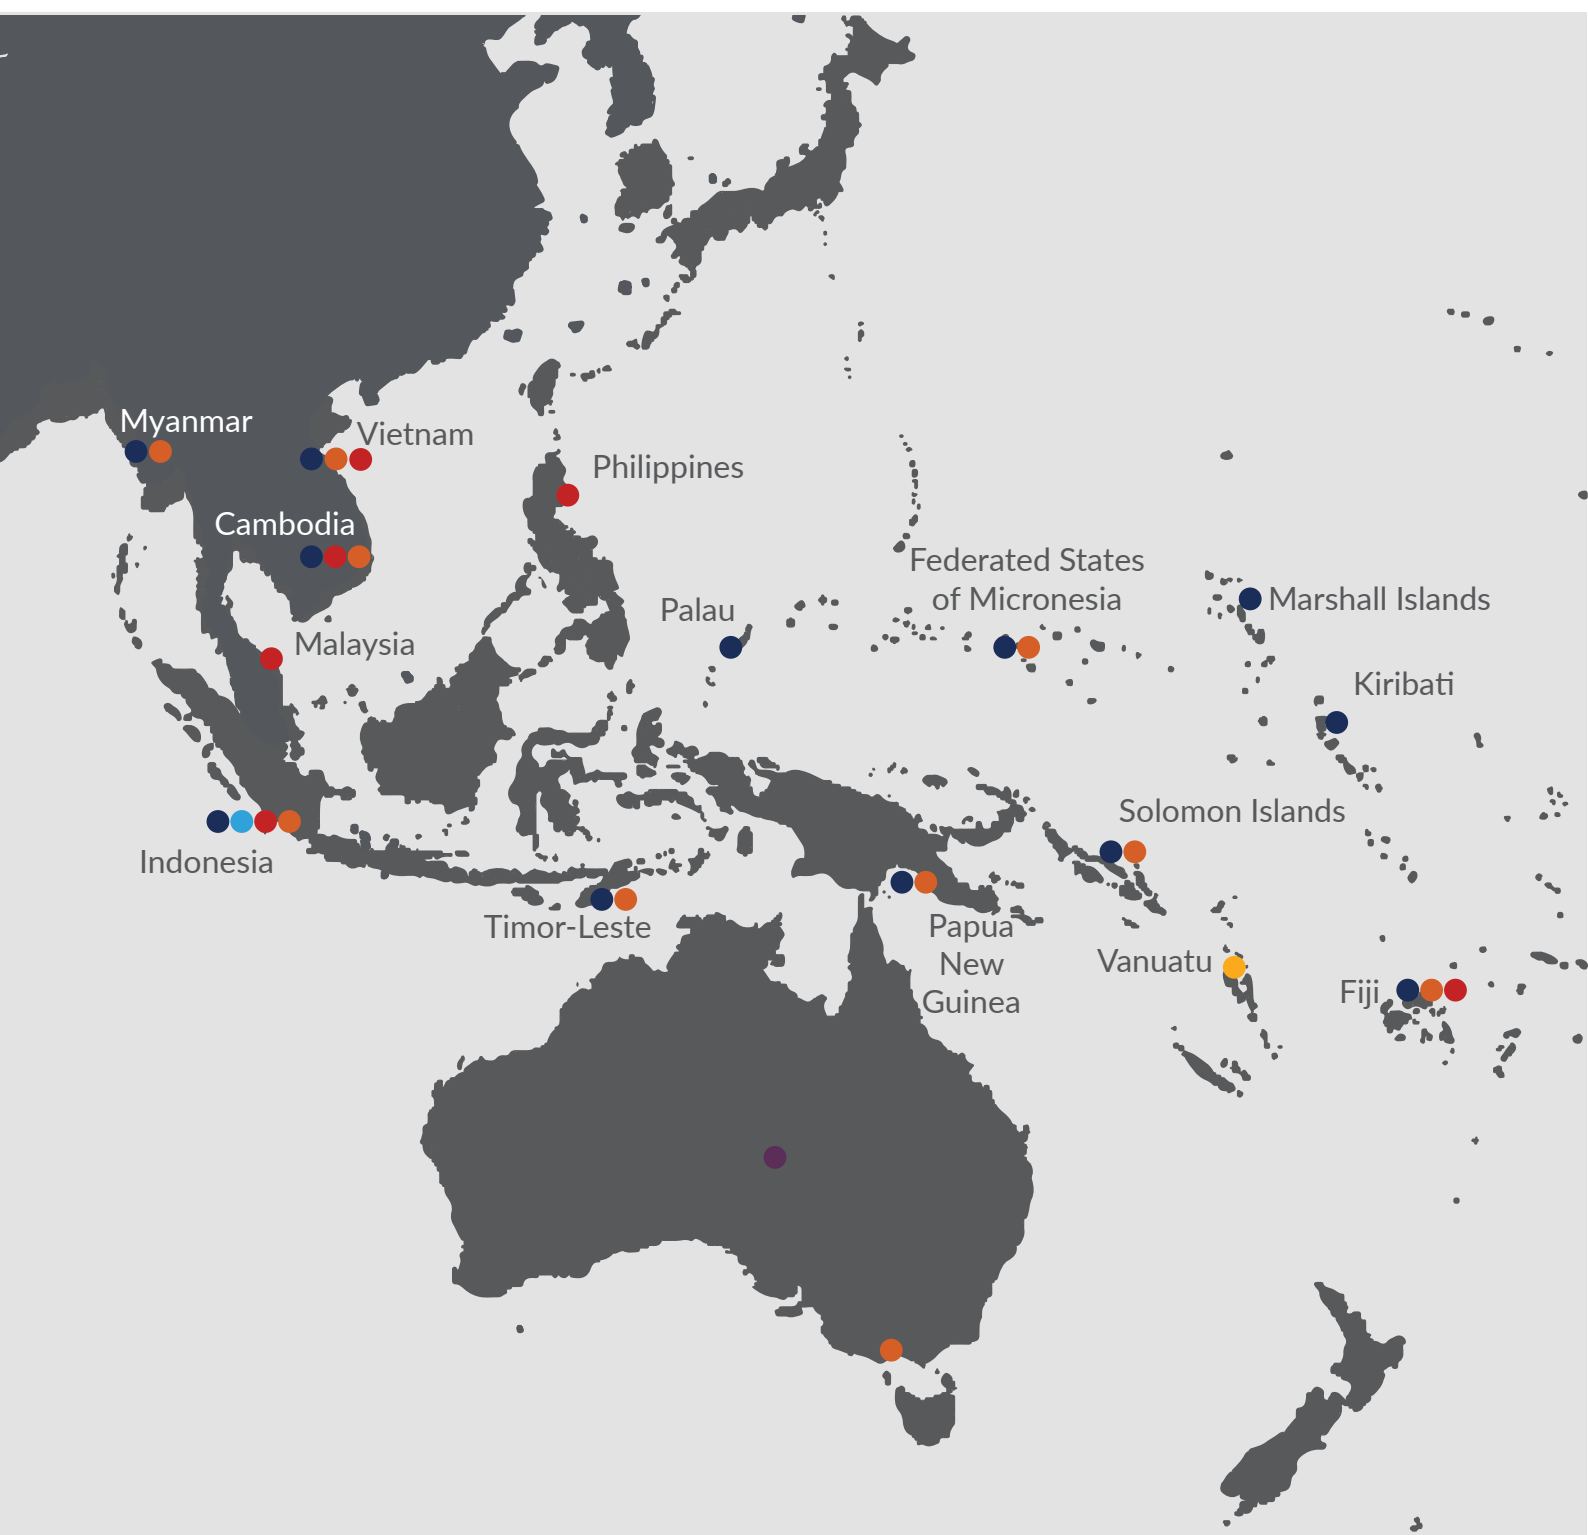 Myanmar
Vietnam
Philippines
Cambodia
Federated States
of Micronesia
Marshall Islands
Palau
Malaysia
Kiribati
Solomon Islands
Indonesia
Timor-Leste
Papua
New
Guinea
Vanuatu
Fiji